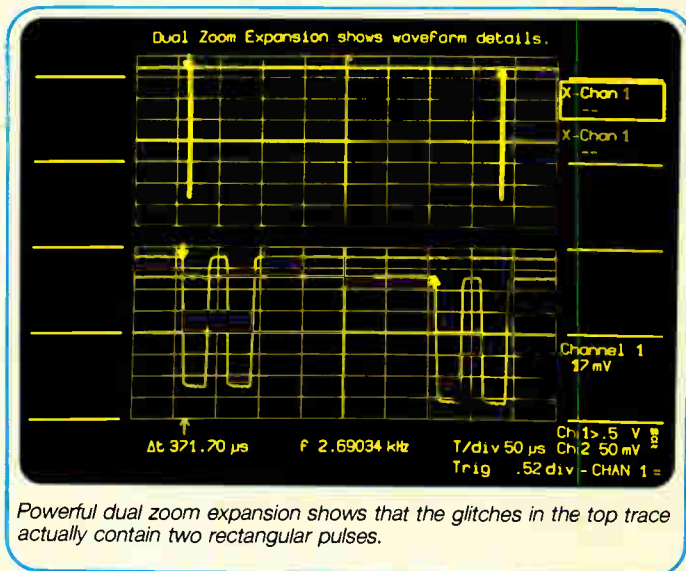 Dual Zoom Expansion shows waveform details.
X-Chan 1
--
X-Chan 1
--
Channel 1
17 mV
Δt 371.70 µs f 2.69034 kHz T/div 50 µs Ch 1>.5 V =
Ch 2 50 mV ~
Trig .52 div - CHAN 1 =
Powerful dual zoom expansion shows that the glitches in the top trace
actually contain two rectangular pulses.